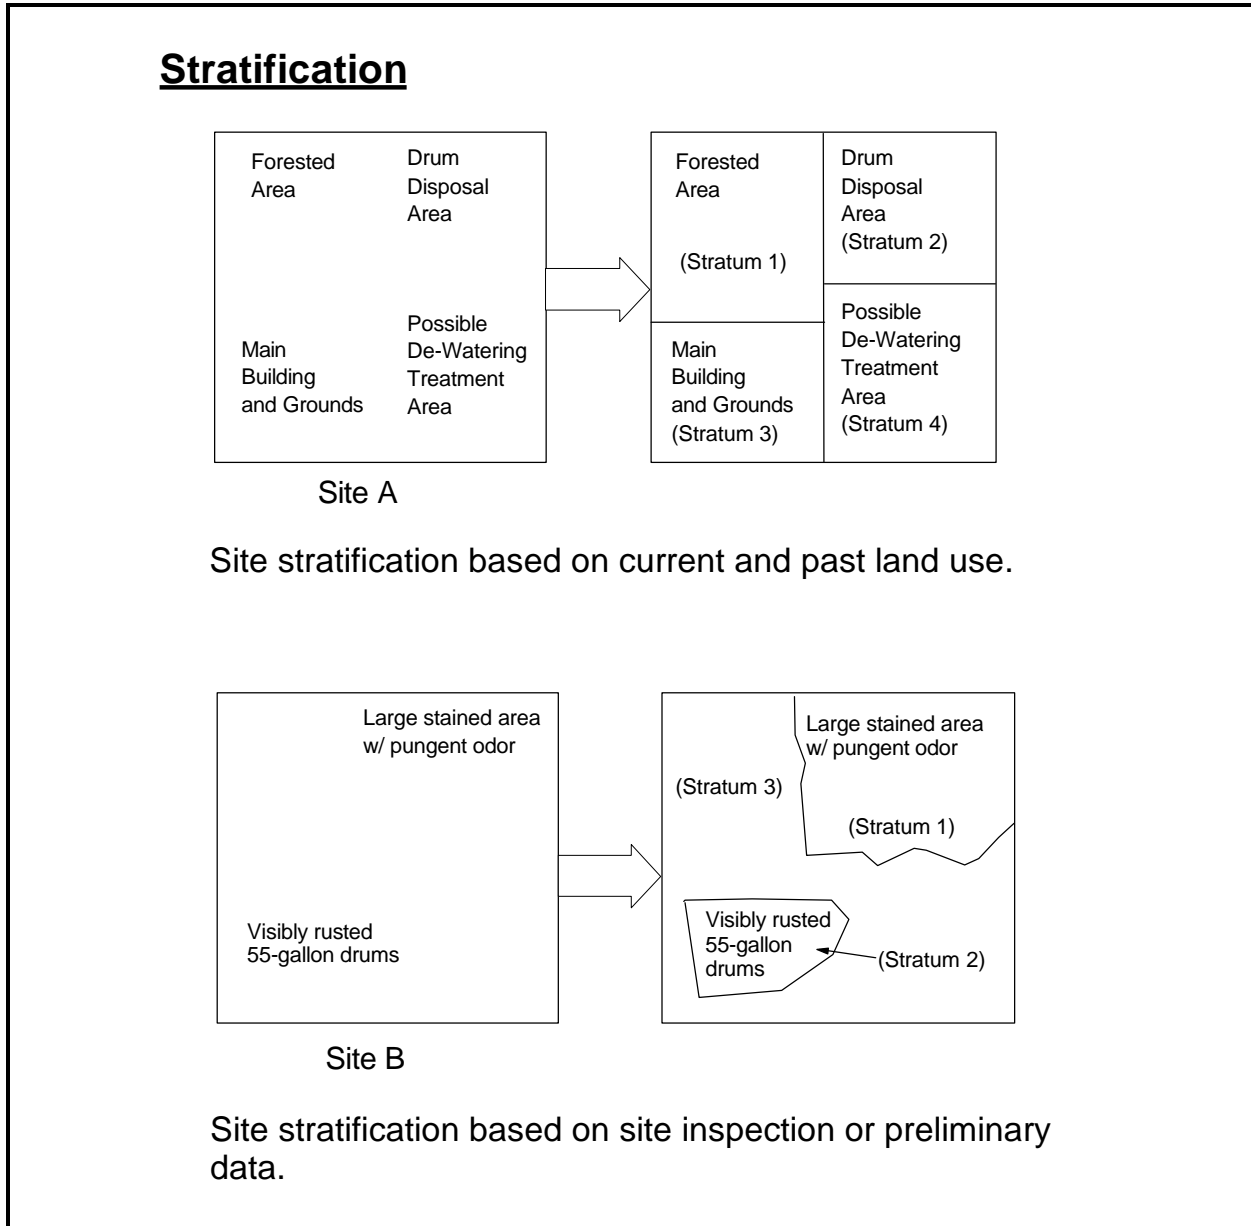 Stratification
Forested
Area
Drum
Disposal
Area
Main
Building
and Grounds
Possible
De-Watering
Treatment
Area
Forested
Area
(Stratum 1)
Drum
Disposal
Area
(Stratum 2)
Main
Building
and Grounds
(Stratum 3)
Possible
De-Watering
Treatment
Area
(Stratum 4)
Site A
Site stratification based on current and past land use.
Large stained area
w/ pungent odor
Visibly rusted
55-gallon drums
Large stained area
w/ pungent odor
(Stratum 3)
(Stratum 1)
Visibly rusted
55-gallon
drums
(Stratum 2)
Site B
Site stratification based on site inspection or preliminary
data.